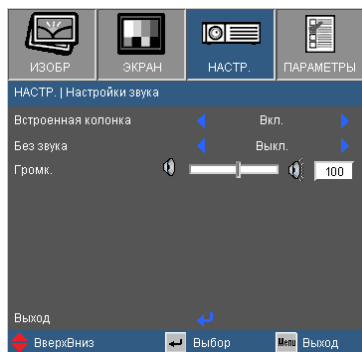 ИЗОБР ЭКРАН НАСТР. ПАРАМЕТРЫ
НАСТР. | Настройки звука
Встроенная колонка Вкл.
Без звука Выкл.
Громк. 100
Выход
ВверхВниз Выбор Menu Выход